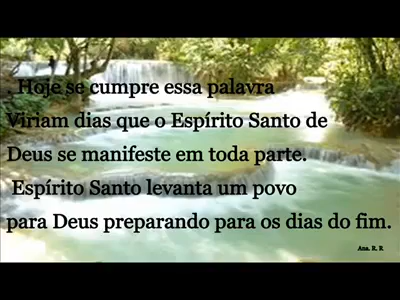 . Hoje se cumpre essa palavra
Viriam dias que o Espírito Santo de
Deus se manifeste em toda parte.
Espírito Santo levanta um povo
para Deus preparando para os dias do fim.
Ana. R. R